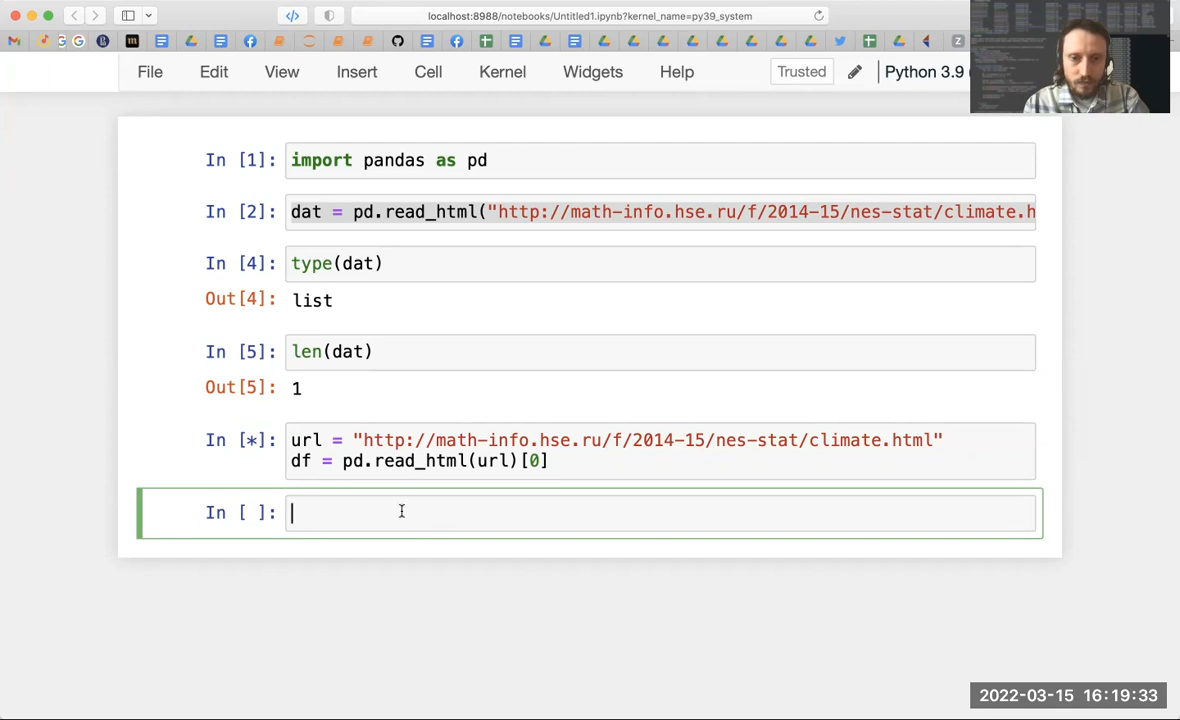 localhost:8988/notebooks/Untitled1.ipynb?kernel_name=py39_system
File Edit View Insert Cell Kernel Widgets Help Trusted Python 3.9
In [1]: import pandas as pd
In [2]: dat = pd.read_html("http://math-info.hse.ru/f/2014-15/nes-stat/climate.h
In [4]: type(dat)
Out[4]: list
In [5]: len(dat)
Out[5]: 1
In [*]: url = "http://math-info.hse.ru/f/2014-15/nes-stat/climate.html"
df = pd.read_html(url)[0]
In [ ]:
2022-03-15 16:19:33